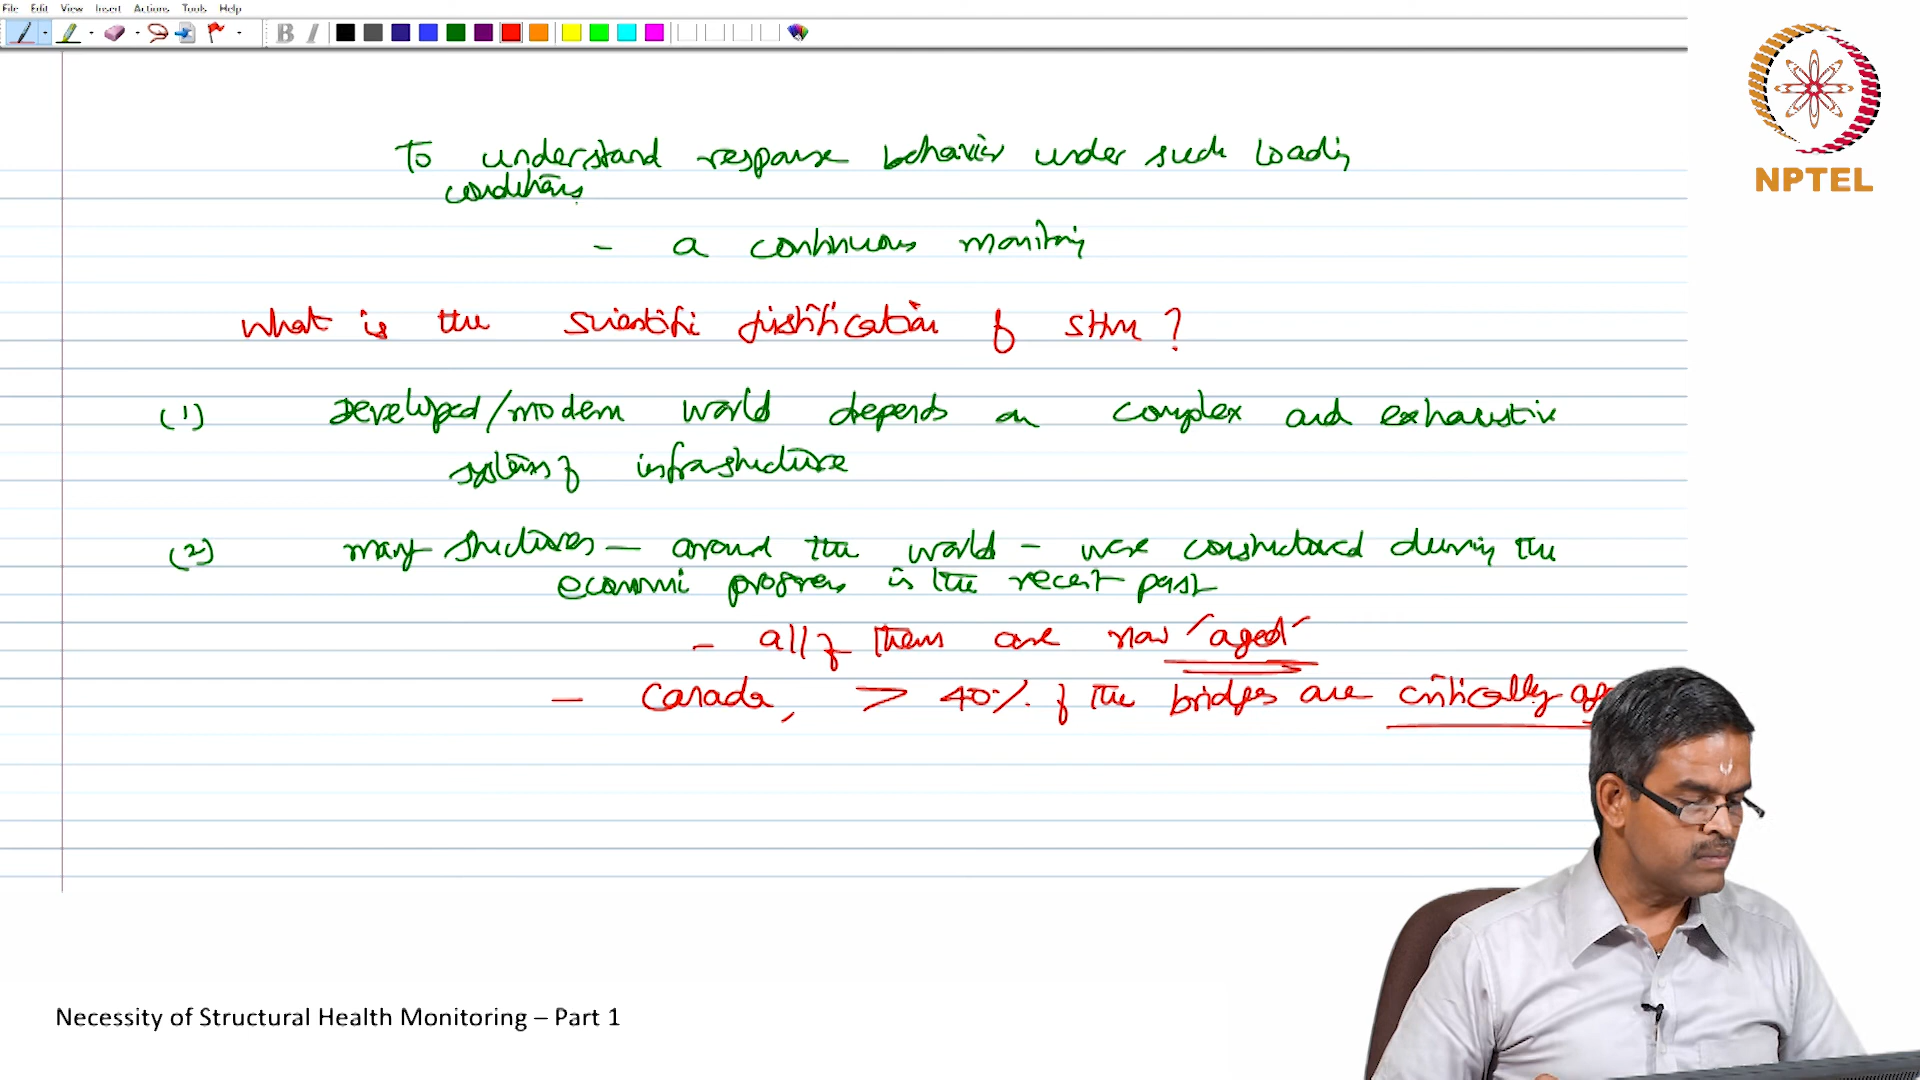 File Edit View Insert Actions Tools Help
B I
NPTEL
To understand response behavior under such loading
conditions
- a continuous monitoring
What is the scientific justification of SHM?
(1) Developed/modern world depends on complex and exhaustive
systems of infrastructure
(2) many structures - around the world - were constructed during the
economic progress in the recent past
- all of them are now 'aged'
- Canada, > 40% of the bridges are critically
Necessity of Structural Health Monitoring – Part 1